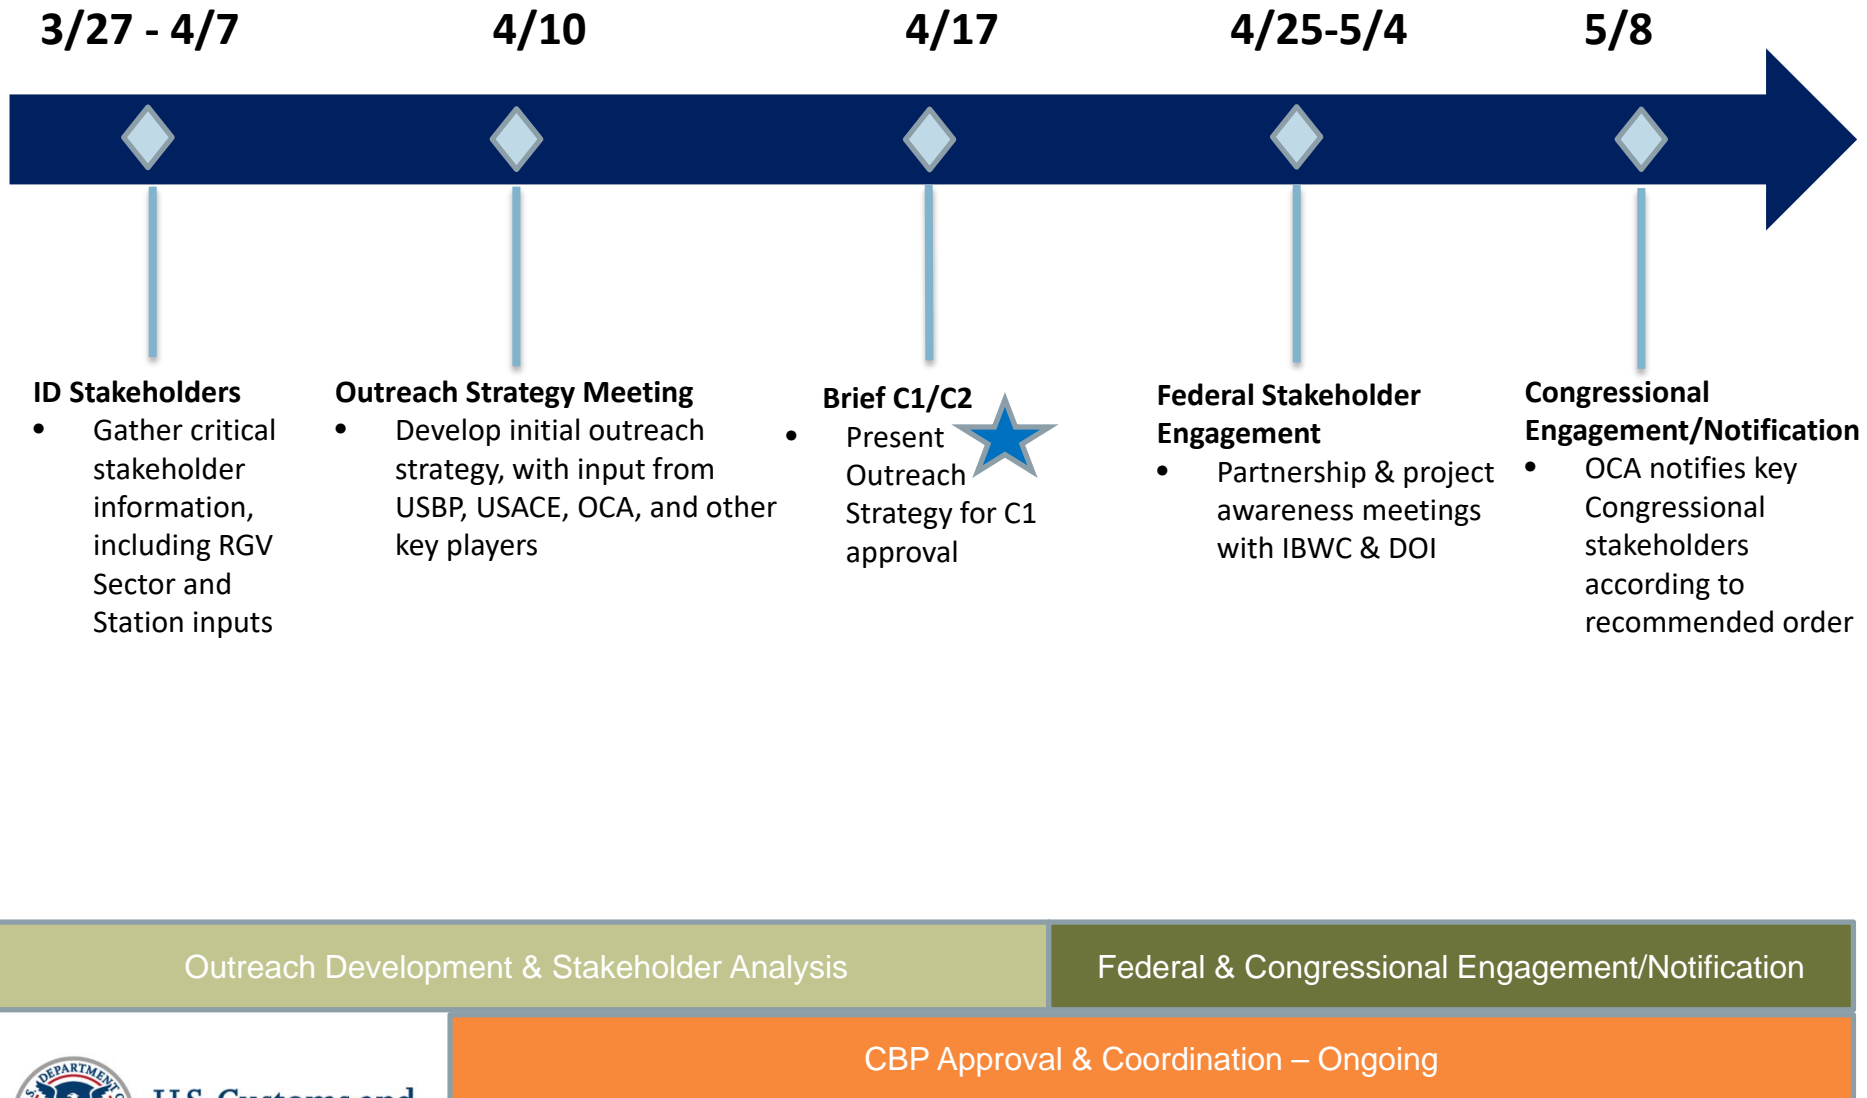 3/27 - 4/7
4/10
4/17
4/25-5/4
5/8
ID Stakeholders
• Gather critical
stakeholder
information,
including RGV
Sector and
Station inputs
Outreach Strategy Meeting
• Develop initial outreach
strategy, with input from
USBP, USACE, OCA, and other
key players
Brief C1/C2
• Present
Outreach
Strategy for C1
approval
Federal Stakeholder
Engagement
• Partnership & project
awareness meetings
with IBWC & DOI
Congressional
Engagement/Notification
• OCA notifies key
Congressional
stakeholders
according to
recommended order
Outreach Development & Stakeholder Analysis
Federal & Congressional Engagement/Notification
CBP Approval & Coordination – Ongoing
U.S. Customs and